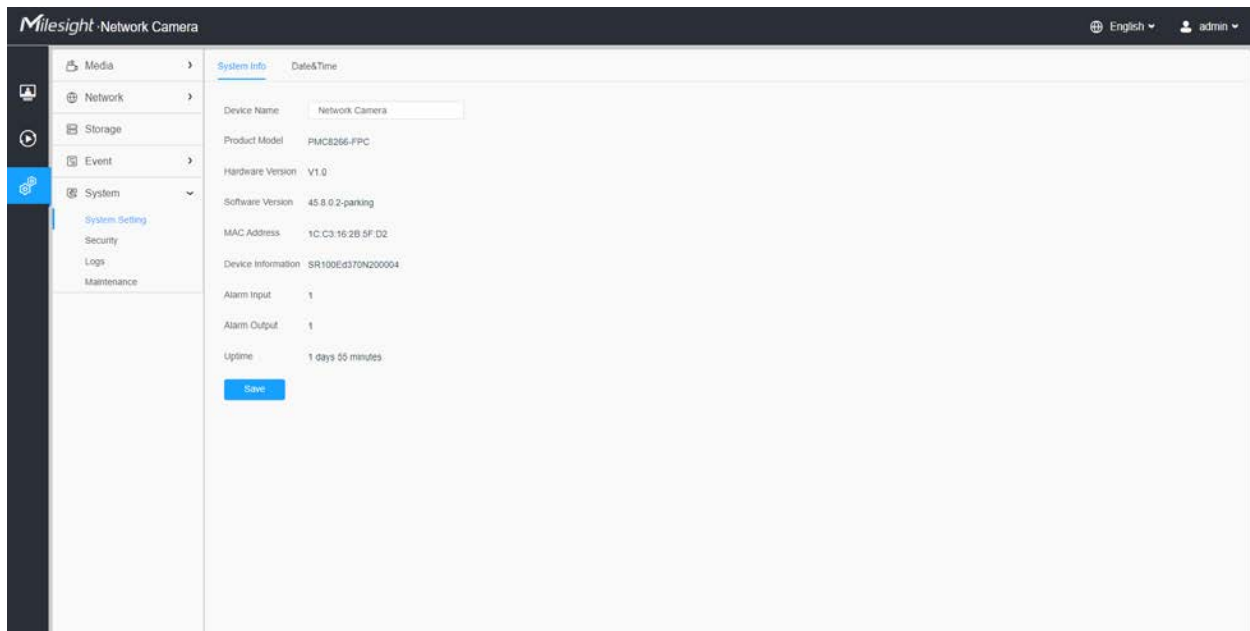 Milesight ·Network Camera
English
admin
Media
Network
Storage
Event
System
System Setting
Security
Logs
Maintenance
System Info Date&Time
Device Name Network Camera
Product Model PMC8266-FPC
Hardware Version V1.0
Software Version 45.8.0.2-parking
MAC Address 1C:C3:16:2B:5F:D2
Device Information SR100Ed370N200004
Alarm Input 1
Alarm Output 1
Uptime 1 days 55 minutes
Save